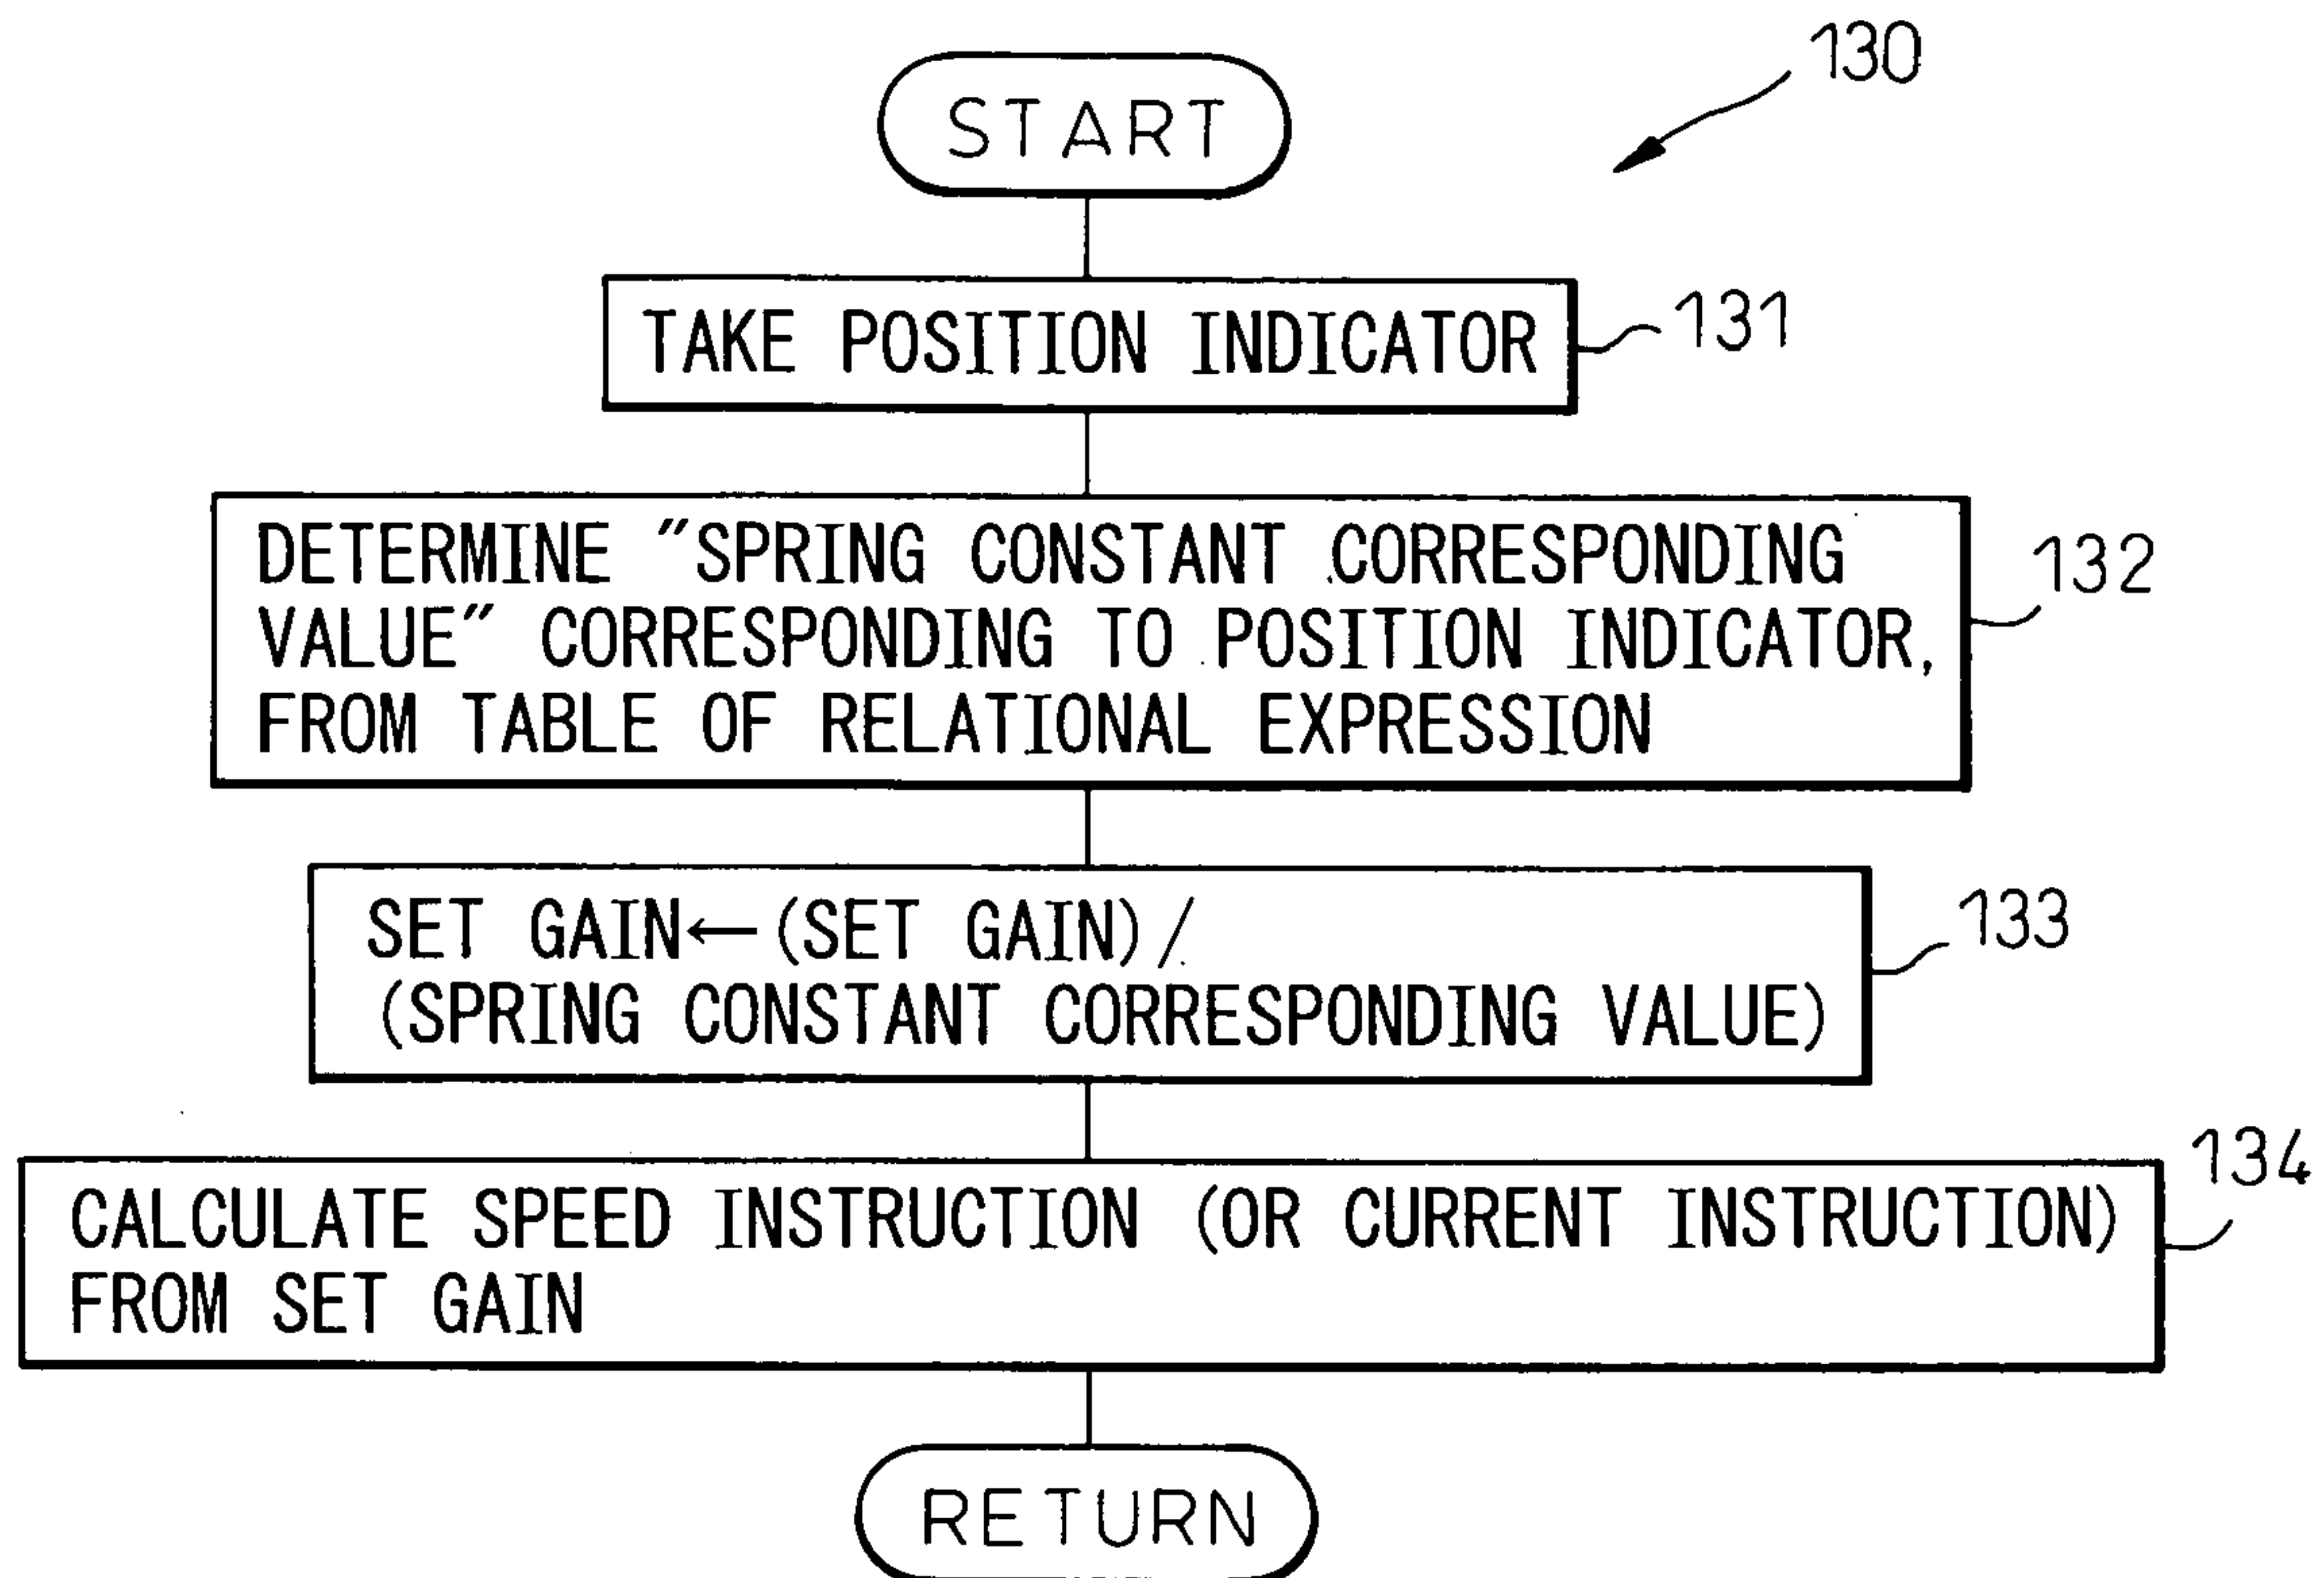 130
START
TAKE POSITION INDICATOR
131
DETERMINE "SPRING CONSTANT CORRESPONDING
VALUE" CORRESPONDING TO POSITION INDICATOR,
FROM TABLE OF RELATIONAL EXPRESSION
132
SET GAIN←(SET GAIN)/
(SPRING CONSTANT CORRESPONDING VALUE)
133
CALCULATE SPEED INSTRUCTION (OR CURRENT INSTRUCTION)
FROM SET GAIN
134
RETURN